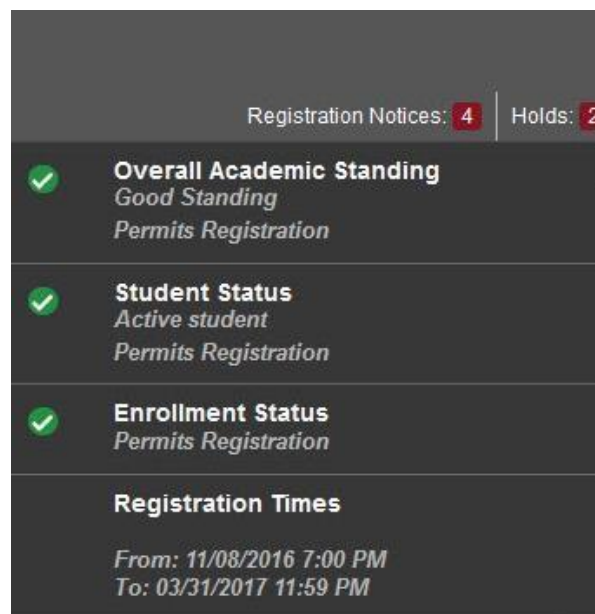 Registration Notices: 4 Holds: 2
Overall Academic Standing
Good Standing
Permits Registration
Student Status
Active student
Permits Registration
Enrollment Status
Permits Registration
Registration Times
From: 11/08/2016 7:00 PM
To: 03/31/2017 11:59 PM